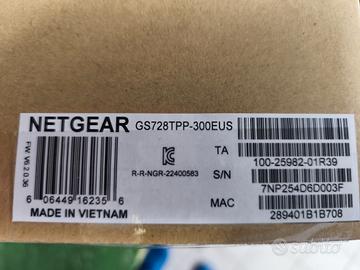 NETGEAR GS728TPP-300EUS
FW V6.2.0.36
R-R-NGR-22400583
TA 100-25982-01R39
S/N 7NP254D6D003F
MAC 289401B1B708
6 06449 16235 6
MADE IN VIETNAM
subito